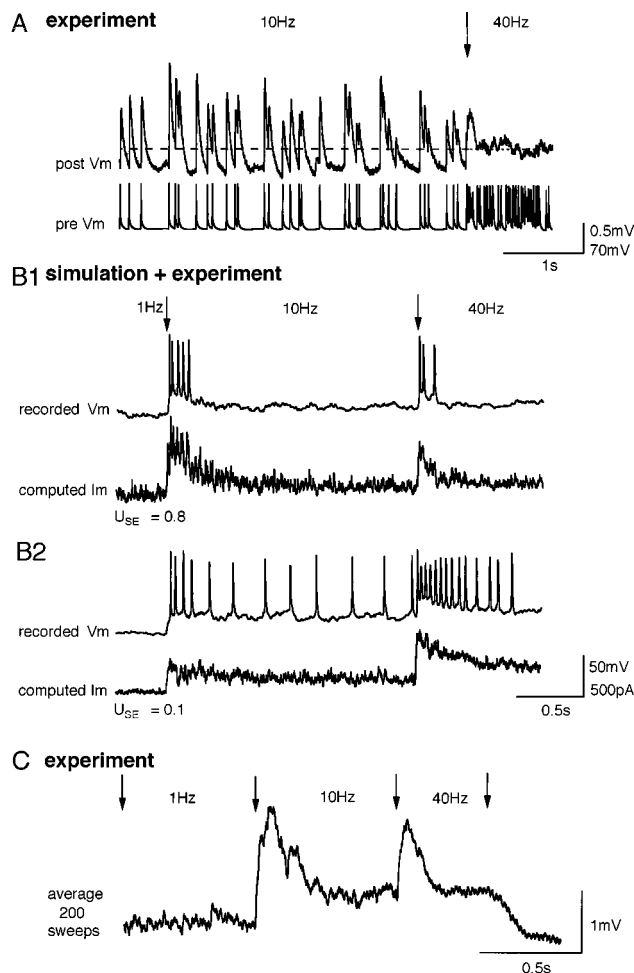 A experiment
10Hz 40Hz
post Vm
pre Vm
0.5mV
70mV
1s
B1 simulation + experiment
1Hz 10Hz 40Hz
recorded Vm
computed Im
USE = 0.8
B2
recorded Vm
computed Im
USE = 0.1
50mV
500pA
0.5s
C experiment
1Hz 10Hz 40Hz
average
200
sweeps
1mV
0.5s